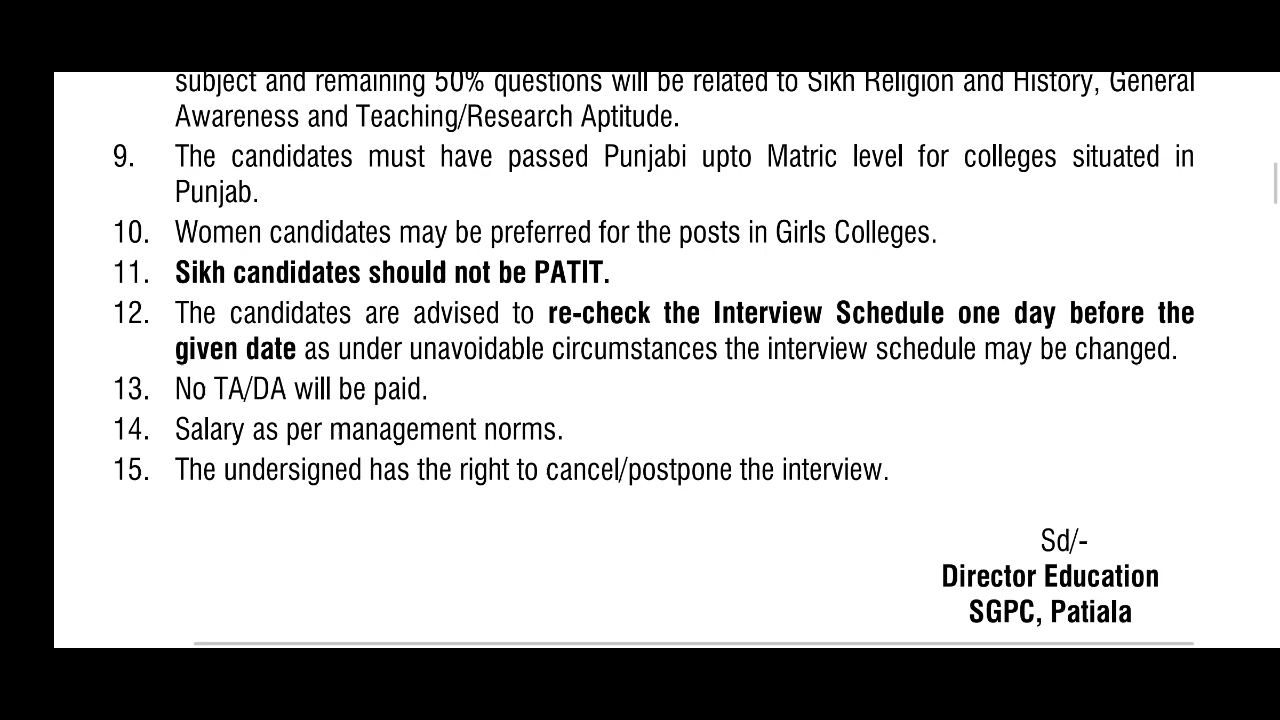 subject and remaining 50% questions will be related to Sikh Religion and History, General
Awareness and Teaching/Research Aptitude.
9. The candidates must have passed Punjabi upto Matric level for colleges situated in
Punjab.
10. Women candidates may be preferred for the posts in Girls Colleges.
11. Sikh candidates should not be PATIT.
12. The candidates are advised to re-check the Interview Schedule one day before the
given date as under unavoidable circumstances the interview schedule may be changed.
13. No TA/DA will be paid.
14. Salary as per management norms.
15. The undersigned has the right to cancel/postpone the interview.
Sd/-
Director Education
SGPC, Patiala